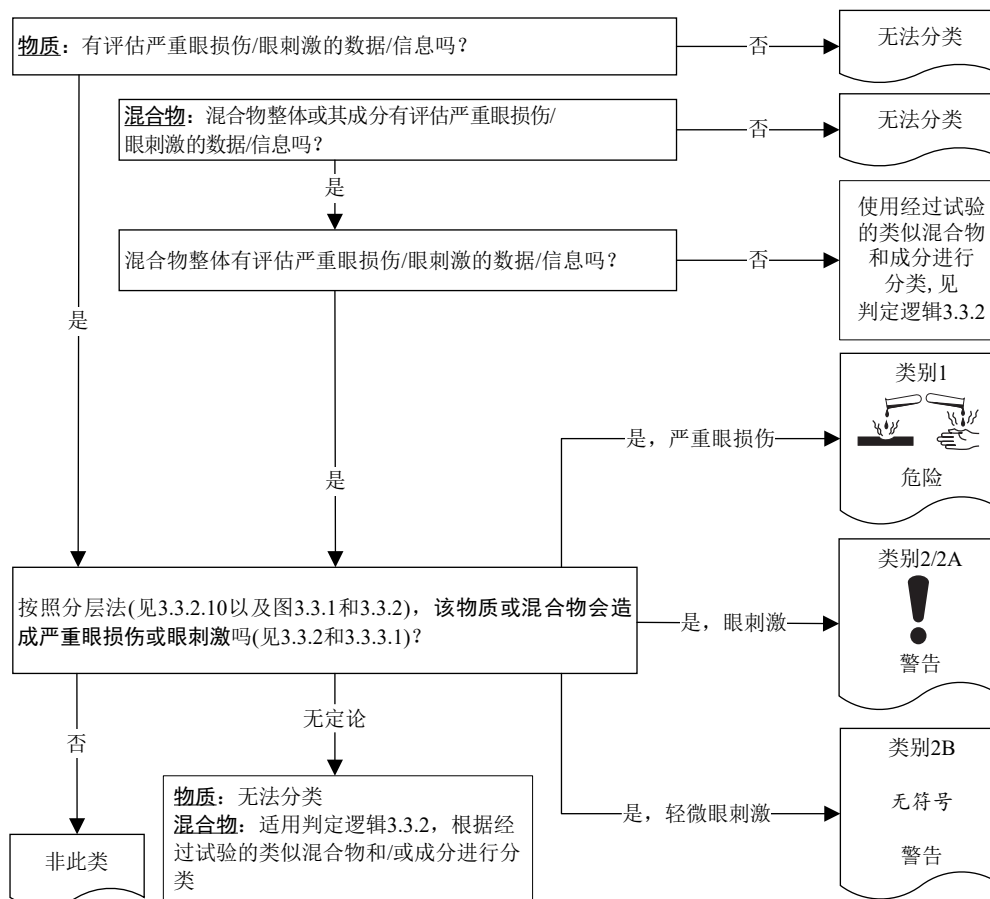 物质：有评估严重眼损伤/眼刺激的数据/信息吗？
否
无法分类
混合物：混合物整体或其成分有评估严重眼损伤/
眼刺激的数据/信息吗？
否
无法分类
是
混合物整体有评估严重眼损伤/眼刺激的数据/信息吗？
否
使用经过试验
的类似混合物
和成分进行
分类,见
判定逻辑3.3.2
是
是
是，严重眼损伤
类别1
危险
按照分层法(见3.3.2.10以及图3.3.1和3.3.2)，该物质或混合物会造
成严重眼损伤或眼刺激吗(见3.3.2和3.3.3.1)？
是，眼刺激
类别2/2A
警告
否
无定论
是，轻微眼刺激
类别2B
无符号
警告
非此类
物质：无法分类
混合物：适用判定逻辑3.3.2，根据经
过试验的类似混合物和/或成分进行分
类